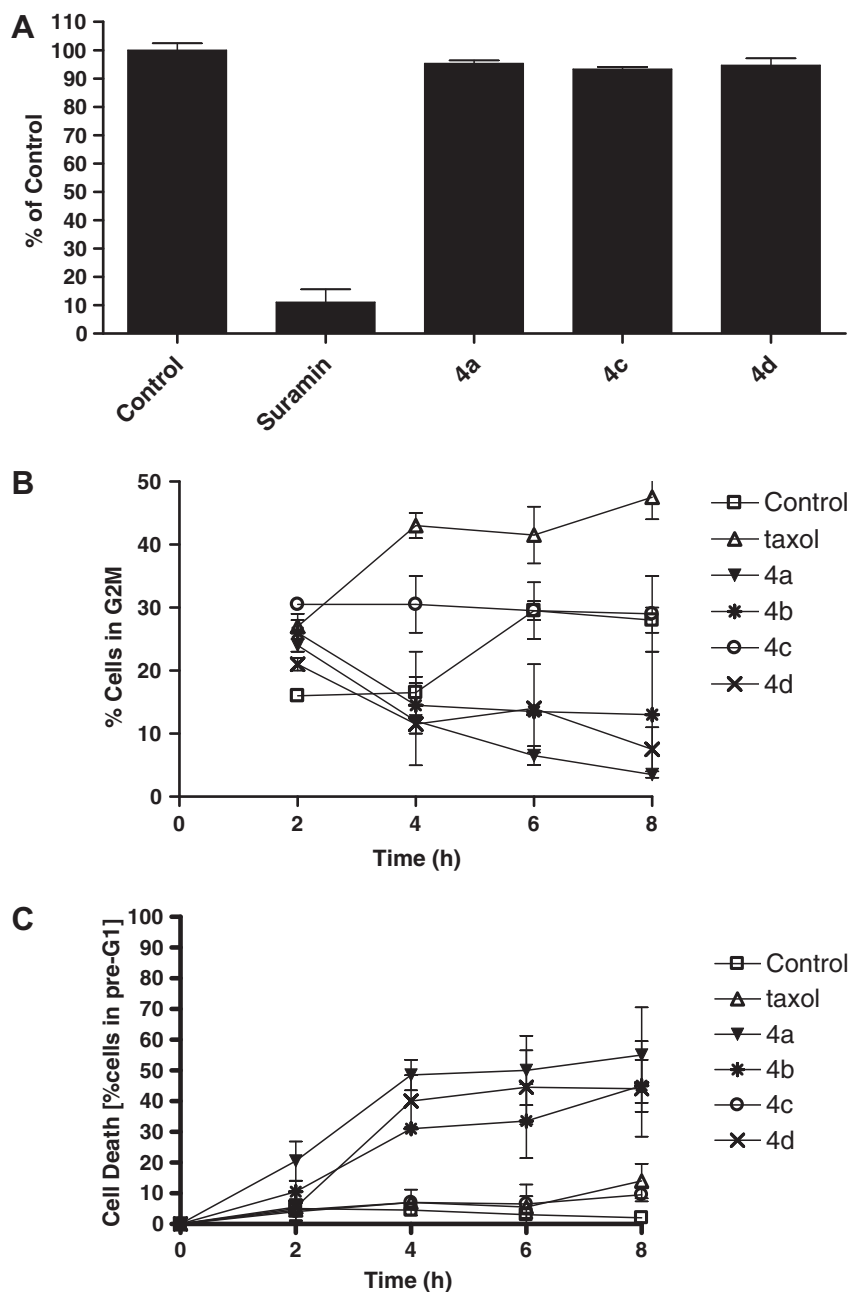 A
110
100
90
80
70
60
50
40
30
20
10
0
% of Control
Control
Suramin
4a
4c
4d
B
50
40
30
20
10
0
% Cells in G2M
0 2 4 6 8
Time (h)
Control
taxol
4a
4b
4c
4d
C
100
90
80
70
60
50
40
30
20
10
0
Cell Death [%cells in pre-G1]
0 2 4 6 8
Time (h)
Control
taxol
4a
4b
4c
4d